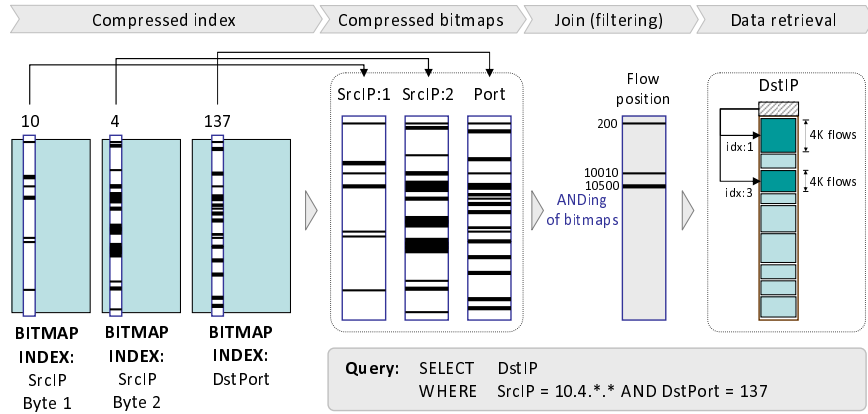 Compressed index
Compressed bitmaps
Join (filtering)
Data retrieval
10
4
137
SrcIP:1
SrcIP:2
Port
Flow
position
DstIP
200
10010
10500
ANDing
of bitmaps
idx:1
4K flows
idx:3
4K flows
BITMAP
INDEX:
SrcIP
Byte 1
BITMAP
INDEX:
SrcIP
Byte 2
BITMAP
INDEX:
DstPort
Query: SELECT DstIP
WHERE SrcIP = 10.4.*.* AND DstPort = 137